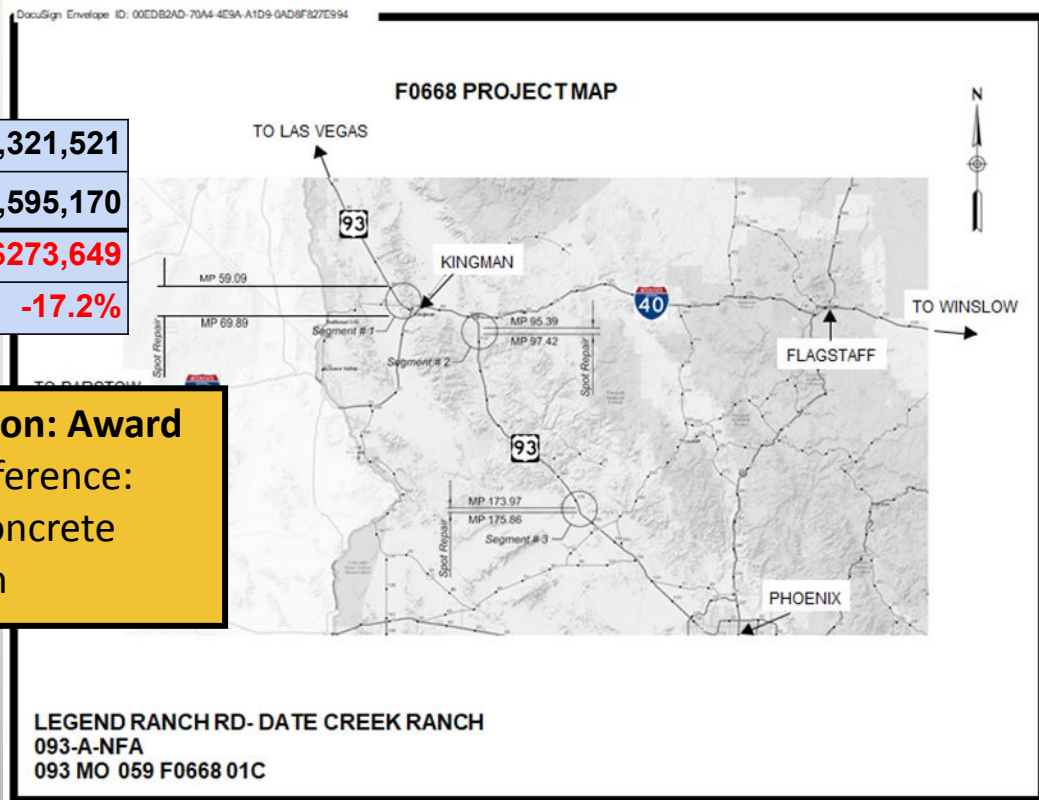 DocuSign Envelope ID: 00EDB2AD-70A4-4E9A-A1D9-0AD8F827E994
F0668 PROJECT MAP
N
,321,521
,595,170
$273,649
-17.2%
TO LAS VEGAS
93
KINGMAN
MP 59.09
MP 69.89
Segment # 1
Spot Repair
40
TO WINSLOW
FLAGSTAFF
MP 95.39
MP 97.42
Segment # 2
Spot Repair
TO BARSTOW
on: Award
ference:
oncrete
n
93
MP 173.97
MP 175.86
Segment # 3
Spot Repair
PHOENIX
LEGEND RANCH RD- DATE CREEK RANCH
093-A-NFA
093 MO 059 F0668 01C